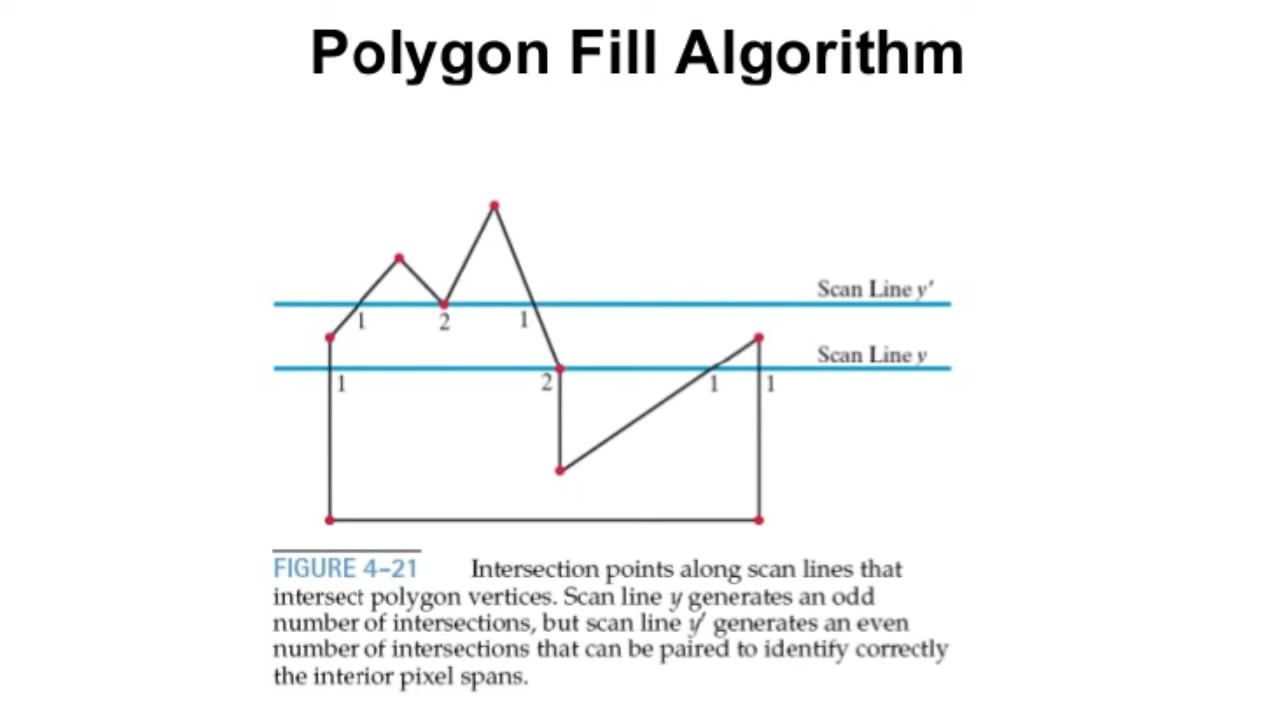 Polygon Fill Algorithm
Scan Line y′
1 2 1
Scan Line y
1 2 1 1
FIGURE 4–21 Intersection points along scan lines that
intersect polygon vertices. Scan line y generates an odd
number of intersections, but scan line y′ generates an even
number of intersections that can be paired to identify correctly
the interior pixel spans.